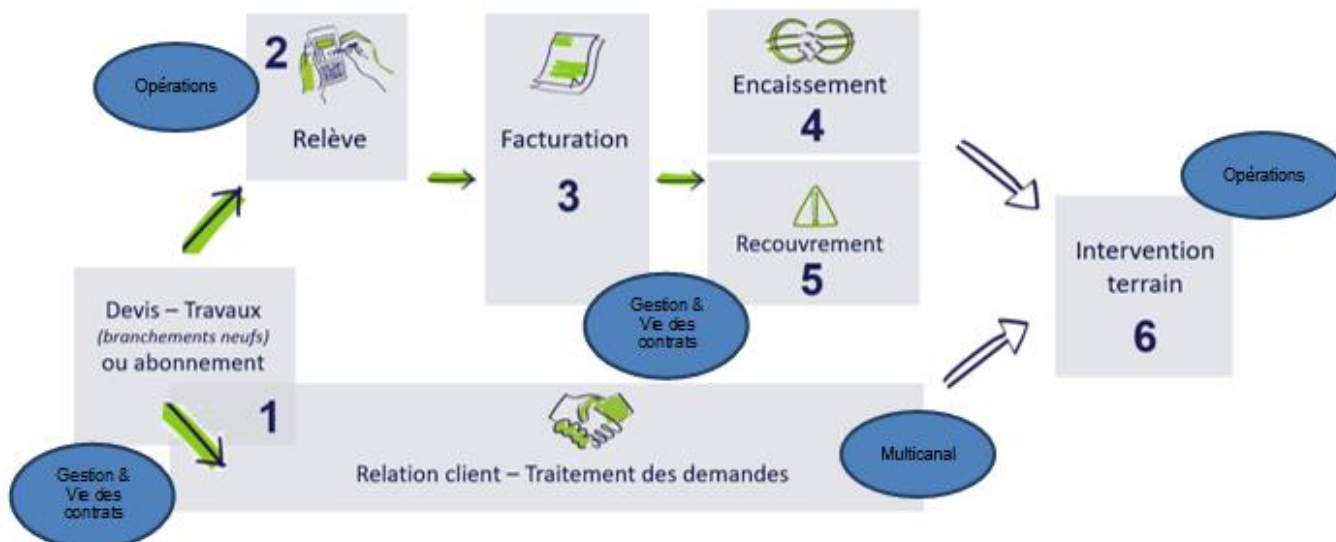 2
Opérations
Relève
Facturation
3
Encaissement
4
Recouvrement
5
Gestion &
Vie des
contrats
Opérations
Intervention
terrain
6
Devis – Travaux
(branchements neufs)
ou abonnement
1
Gestion &
Vie des
contrats
Relation client – Traitement des demandes
Multicanal